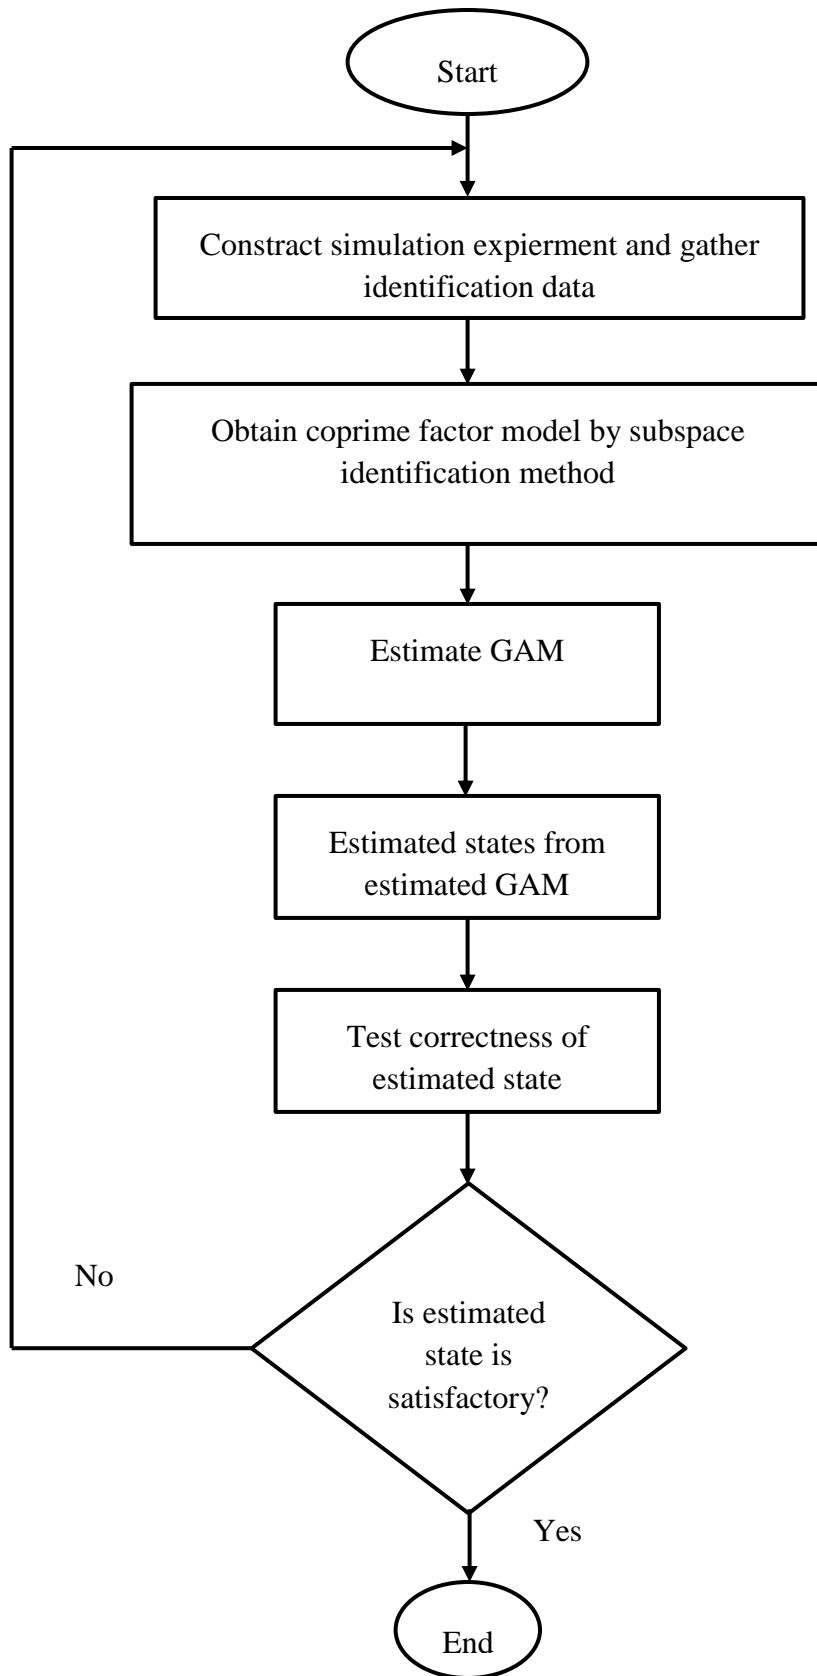 Start
Constract simulation expierment and gather
identification data
Obtain coprime factor model by subspace
identification method
Estimate GAM
Estimated states from
estimated GAM
Test correctness of
estimated state
No
Is estimated
state is
satisfactory?
Yes
End